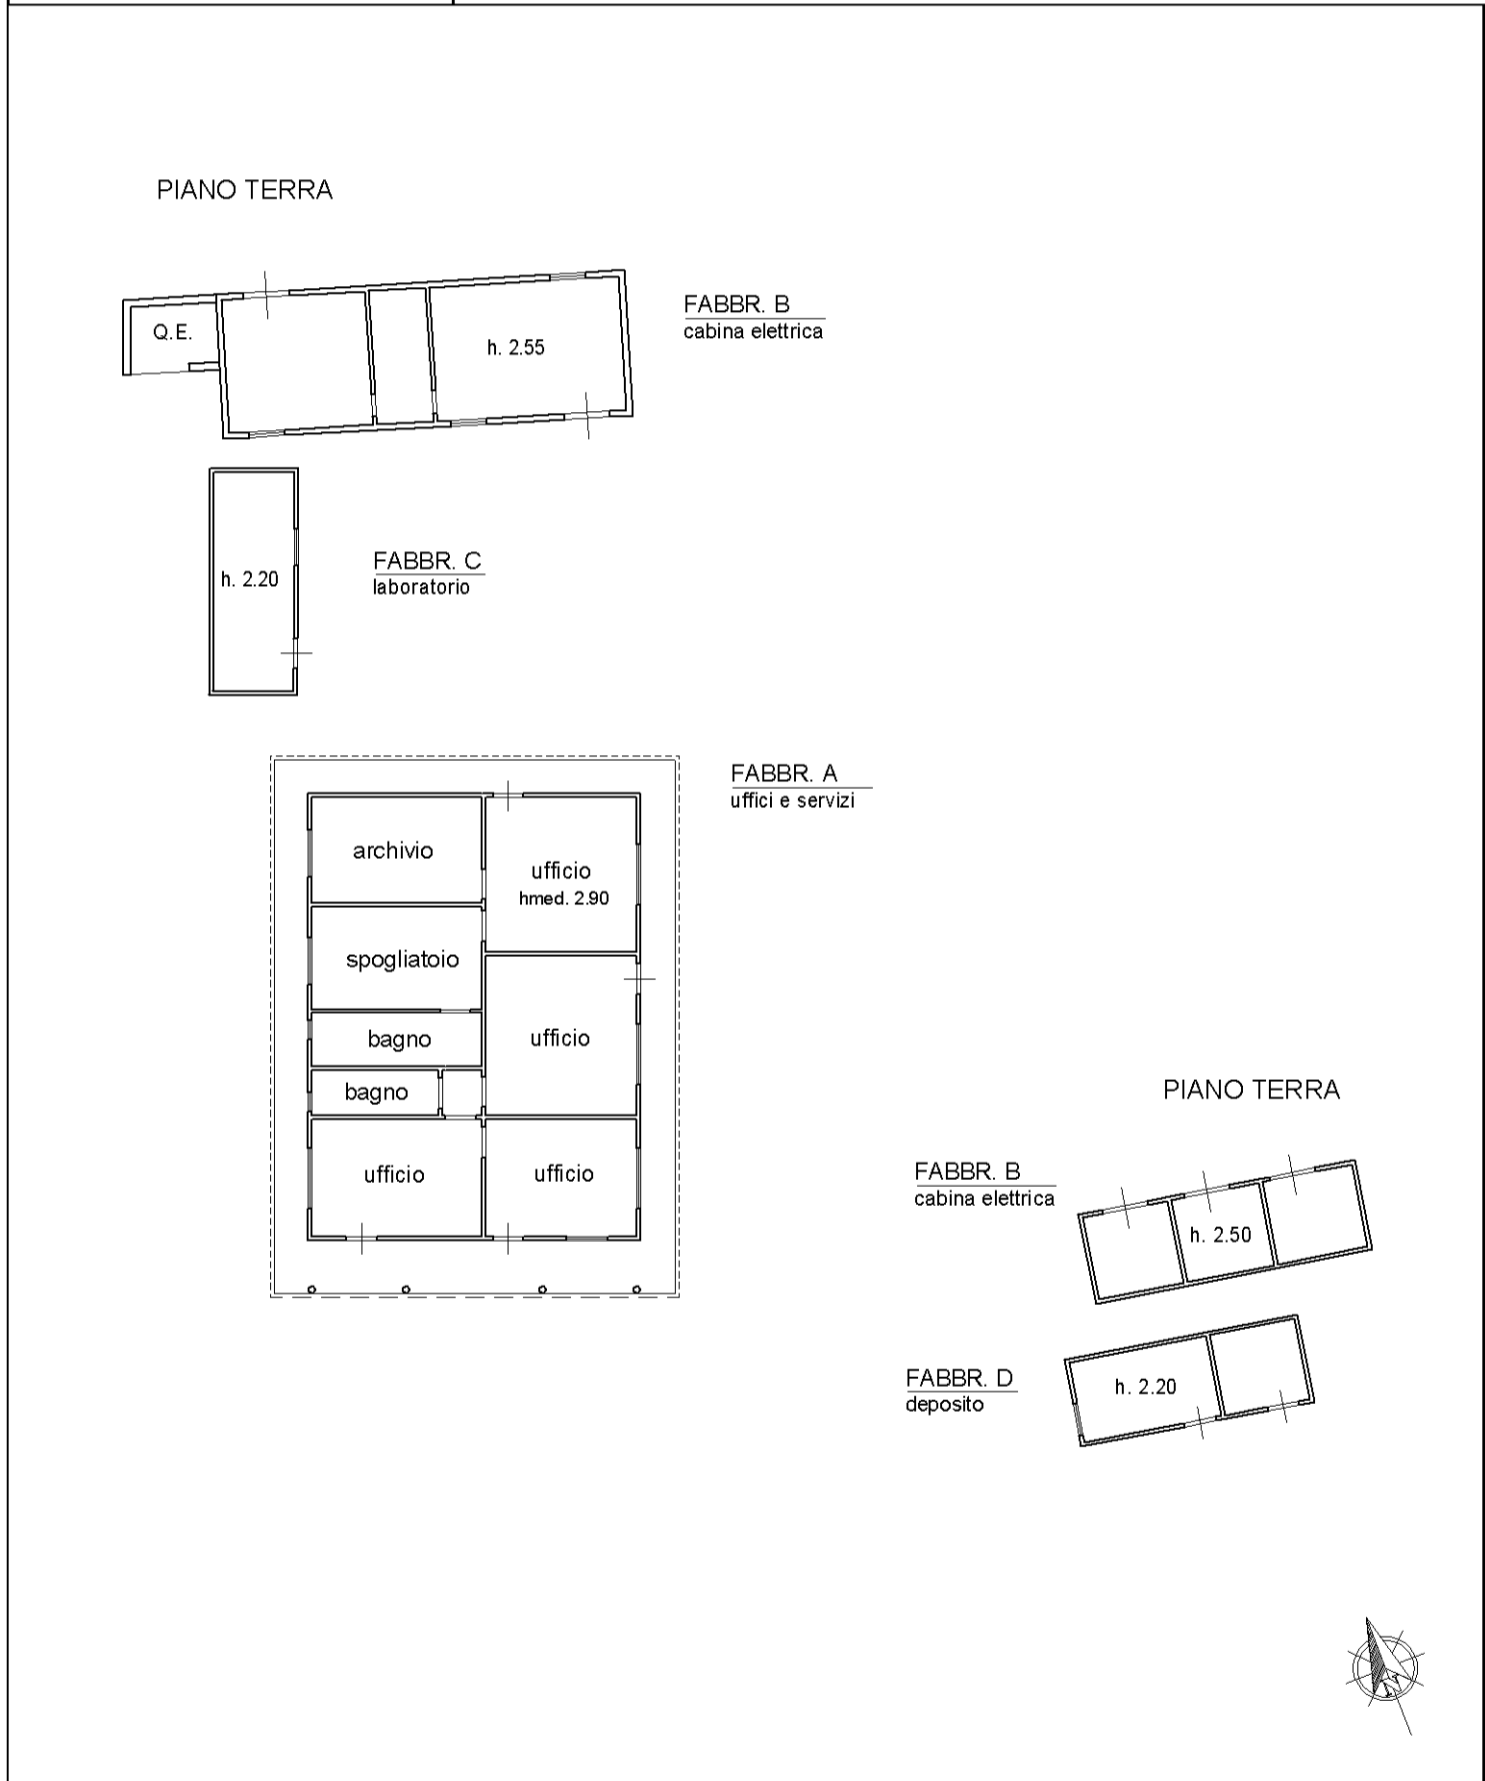 PIANO TERRA
FABBR. B
cabina elettrica
Q.E.
h. 2.55
FABBR. C
laboratorio
h. 2.20
FABBR. A
uffici e servizi
archivio
ufficio
hmed. 2.90
spogliatoio
bagno
ufficio
bagno
ufficio
ufficio
PIANO TERRA
FABBR. B
cabina elettrica
h. 2.50
FABBR. D
deposito
h. 2.20
N